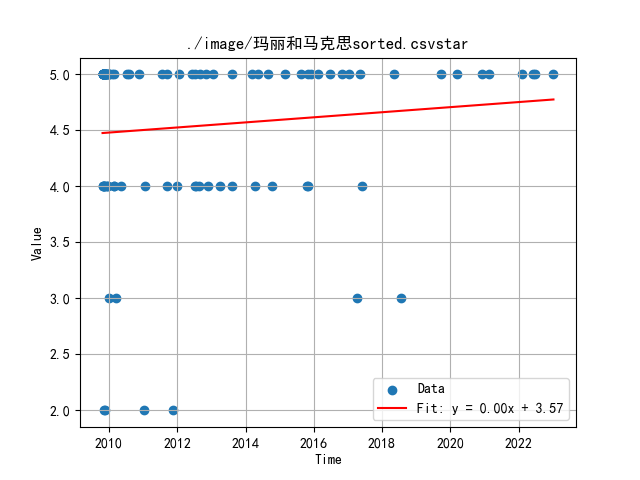 ./image/玛丽和马克思sorted.csvstar
5.0
4.5
4.0
3.5
3.0
2.5
2.0
Value
Data
Fit: y = 0.00x + 3.57
2010 2012 2014 2016 2018 2020 2022
Time